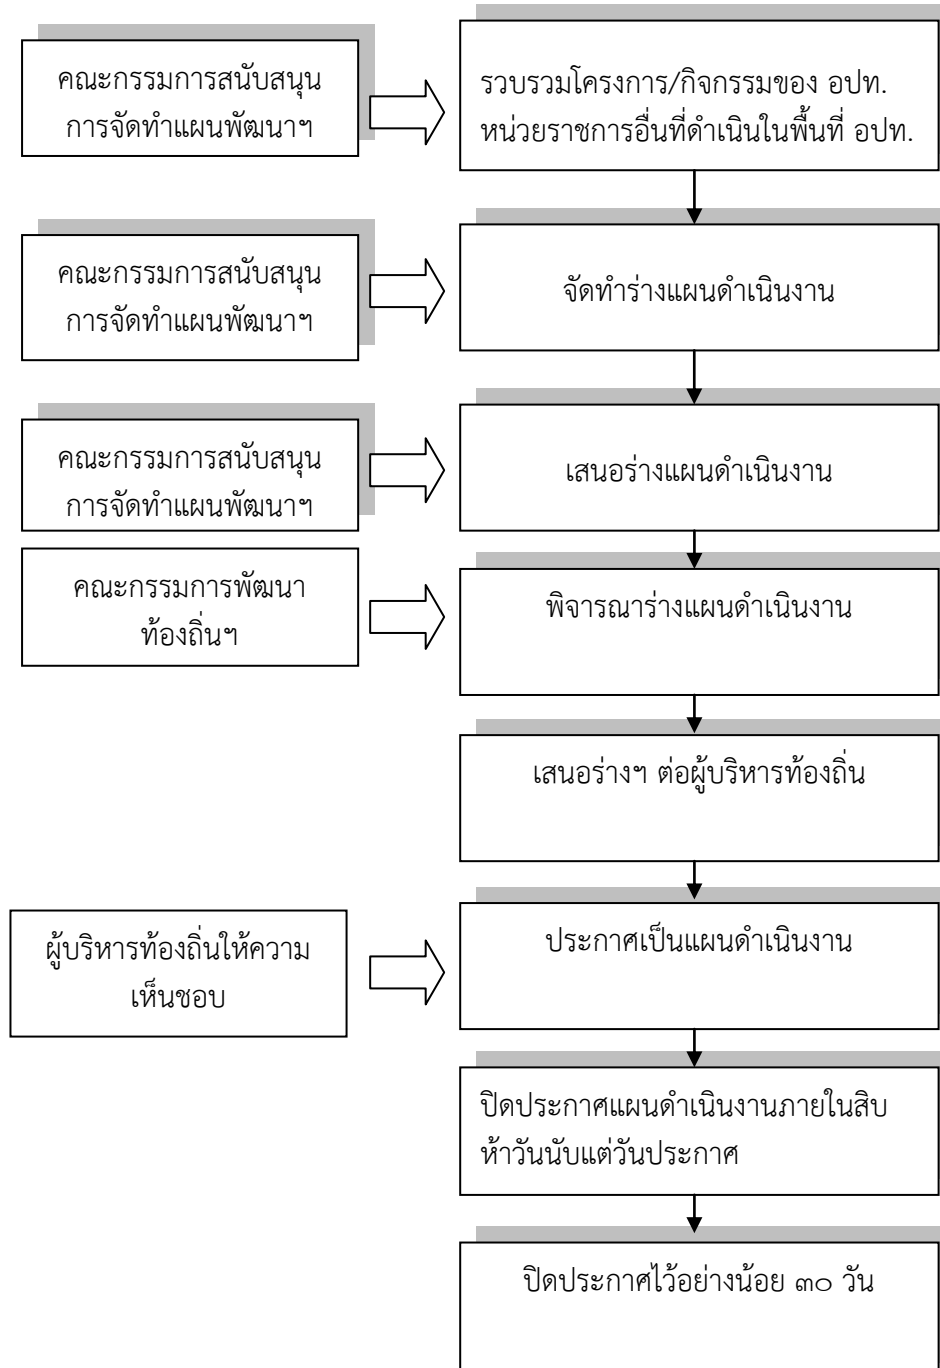 คณะกรรมการสนับสนุน
การจัดทำแผนพัฒนาฯ
รวบรวมโครงการ/กิจกรรมของ อปท.
หน่วยราชการอื่นที่ดำเนินในพื้นที่ อปท.
คณะกรรมการสนับสนุน
การจัดทำแผนพัฒนาฯ
จัดทำร่างแผนดำเนินงาน
คณะกรรมการสนับสนุน
การจัดทำแผนพัฒนาฯ
เสนอร่างแผนดำเนินงาน
คณะกรรมการพัฒนา
ท้องถิ่นฯ
พิจารณาร่างแผนดำเนินงาน
เสนอร่างฯ ต่อผู้บริหารท้องถิ่น
ผู้บริหารท้องถิ่นให้ความ
เห็นชอบ
ประกาศเป็นแผนดำเนินงาน
ปิดประกาศแผนดำเนินงานภายในสิบ
ห้าวันนับแต่วันประกาศ
ปิดประกาศไว้อย่างน้อย ๓๐ วัน